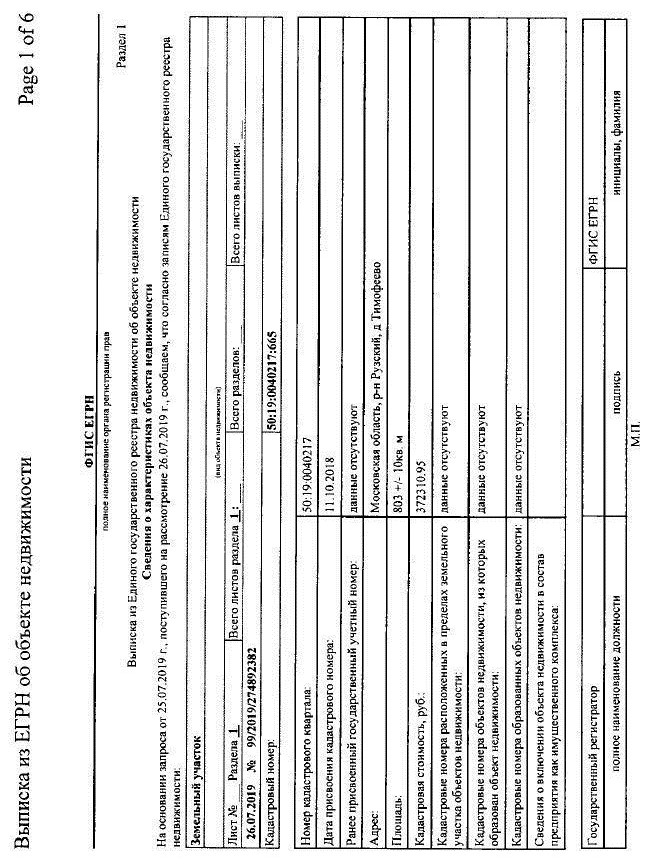 Выписка из ЕГРН об объекте недвижимости
Page 1 of 6
ФГИС ЕГРН
полное наименование органа регистрации прав
Раздел 1
Выписка из Единого государственного реестра недвижимости об объекте недвижимости
Сведения о характеристиках объекта недвижимости
На основании запроса от 25.07.2019 г., поступившего на рассмотрение 26.07.2019 г., сообщаем, что согласно записям Единого государственного реестра
недвижимости:
Земельный участок
(вид объекта недвижимости)
Лист № Раздела 1 Всего листов раздела 1: Всего разделов: Всего листов выписки:
26.07.2019 № 99/2019/274892382
Кадастровый номер: 50:19:0040217:665
Номер кадастрового квартала: 50:19:0040217
Дата присвоения кадастрового номера: 11.10.2018
Ранее присвоенный государственный учетный номер: данные отсутствуют
Адрес: Московская область, р-н Рузский, д Тимофеево
Площадь: 803 +/- 10кв. м
Кадастровая стоимость, руб.: 372310.95
Кадастровые номера расположенных в пределах земельного
участка объектов недвижимости: данные отсутствуют
Кадастровые номера объектов недвижимости, из которых
образован объект недвижимости: данные отсутствуют
Кадастровые номера образованных объектов недвижимости: данные отсутствуют
Сведения о включении объекта недвижимости в состав
предприятия как имущественного комплекса:
Государственный регистратор ФГИС ЕГРН
полное наименование должности подпись инициалы, фамилия
М.П.